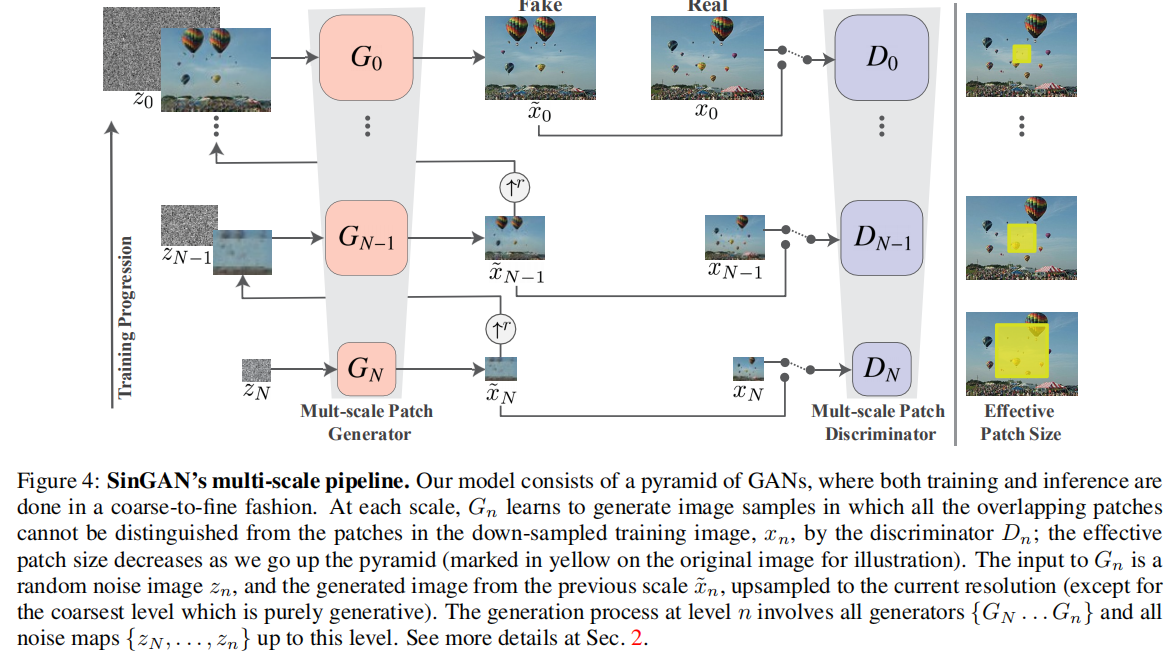 Fake
Real
z_0
G_0
x̃_0
x_0
D_0
↑r
Training Progression
z_{N−1}
G_{N−1}
x̃_{N−1}
x_{N−1}
D_{N−1}
↑r
z_N
G_N
x̃_N
x_N
D_N
Mult-scale Patch
Generator
Mult-scale Patch
Discriminator
Effective
Patch Size
Figure 4: SinGAN's multi-scale pipeline. Our model consists of a pyramid of GANs, where both training and inference are
done in a coarse-to-fine fashion. At each scale, G_n learns to generate image samples in which all the overlapping patches
cannot be distinguished from the patches in the down-sampled training image, x_n, by the discriminator D_n; the effective
patch size decreases as we go up the pyramid (marked in yellow on the original image for illustration). The input to G_n is a
random noise image z_n, and the generated image from the previous scale x̃_n, upsampled to the current resolution (except for
the coarsest level which is purely generative). The generation process at level n involves all generators {G_N … G_n} and all
noise maps {z_N, …, z_n} up to this level. See more details at Sec. 2.